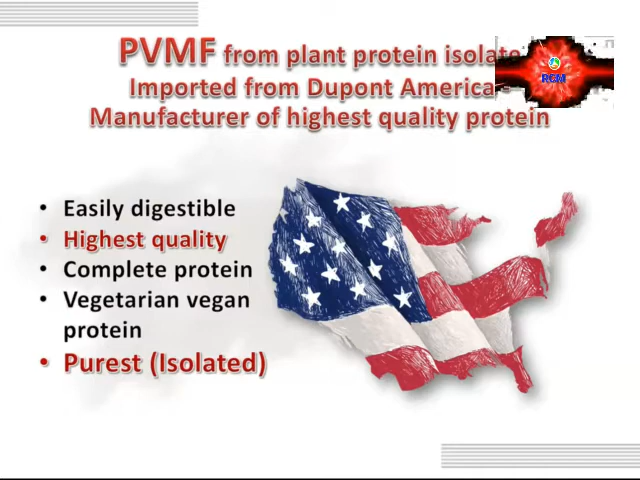 PVMF from plant protein isolate
Imported from Dupont America -
Manufacturer of highest quality protein
RCM
• Easily digestible
• Highest quality
• Complete protein
• Vegetarian vegan
protein
• Purest (Isolated)